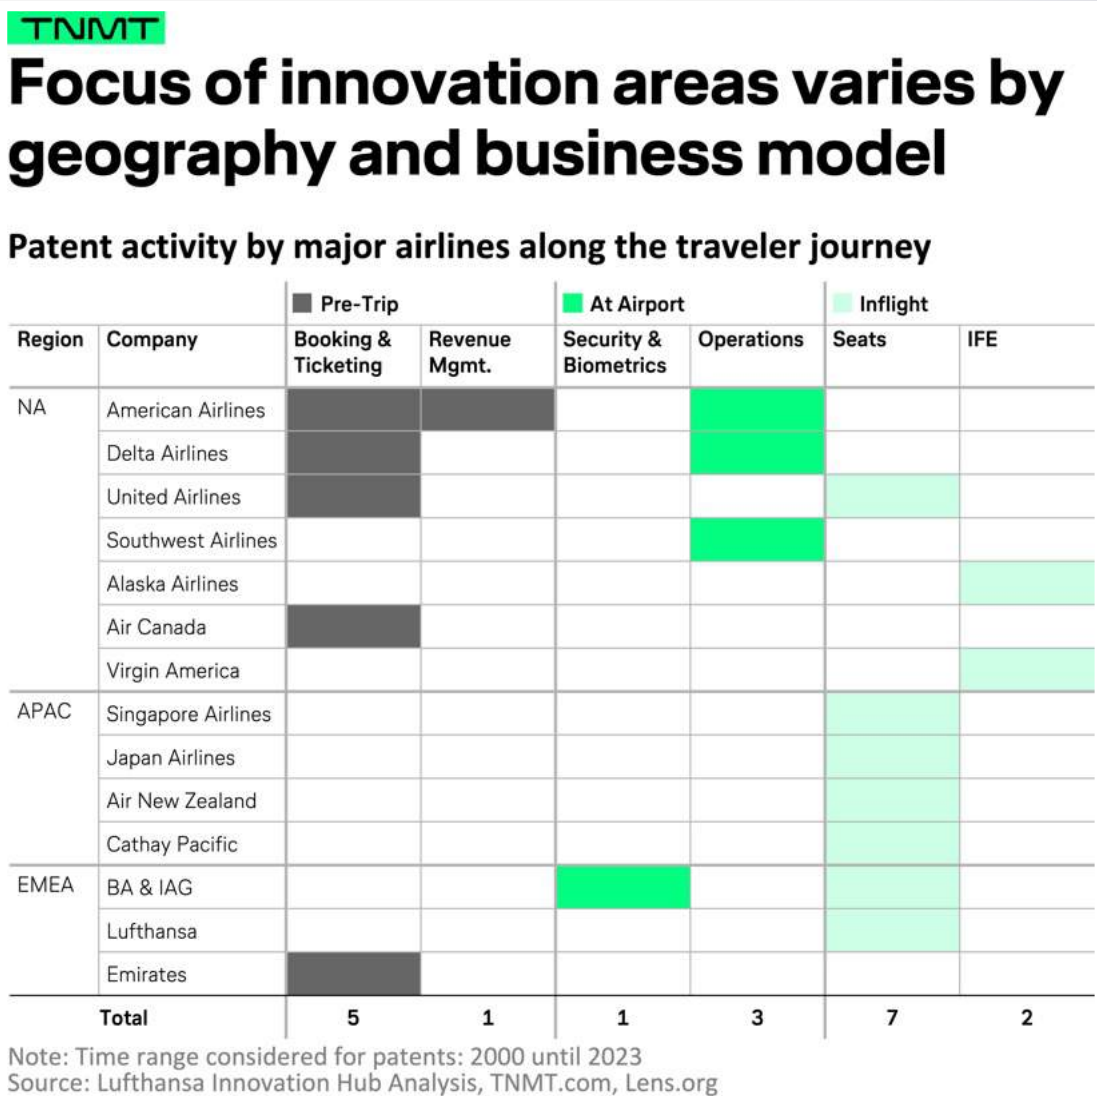 TNMT
Focus of innovation areas varies by
geography and business model
Patent activity by major airlines along the traveler journey
Pre-Trip At Airport Inflight
Region Company Booking & Revenue Security & Operations Seats IFE
Ticketing Mgmt. Biometrics
NA American Airlines
Delta Airlines
United Airlines
Southwest Airlines
Alaska Airlines
Air Canada
Virgin America
APAC Singapore Airlines
Japan Airlines
Air New Zealand
Cathay Pacific
EMEA BA & IAG
Lufthansa
Emirates
Total 5 1 1 3 7 2
Note: Time range considered for patents: 2000 until 2023
Source: Lufthansa Innovation Hub Analysis, TNMT.com, Lens.org